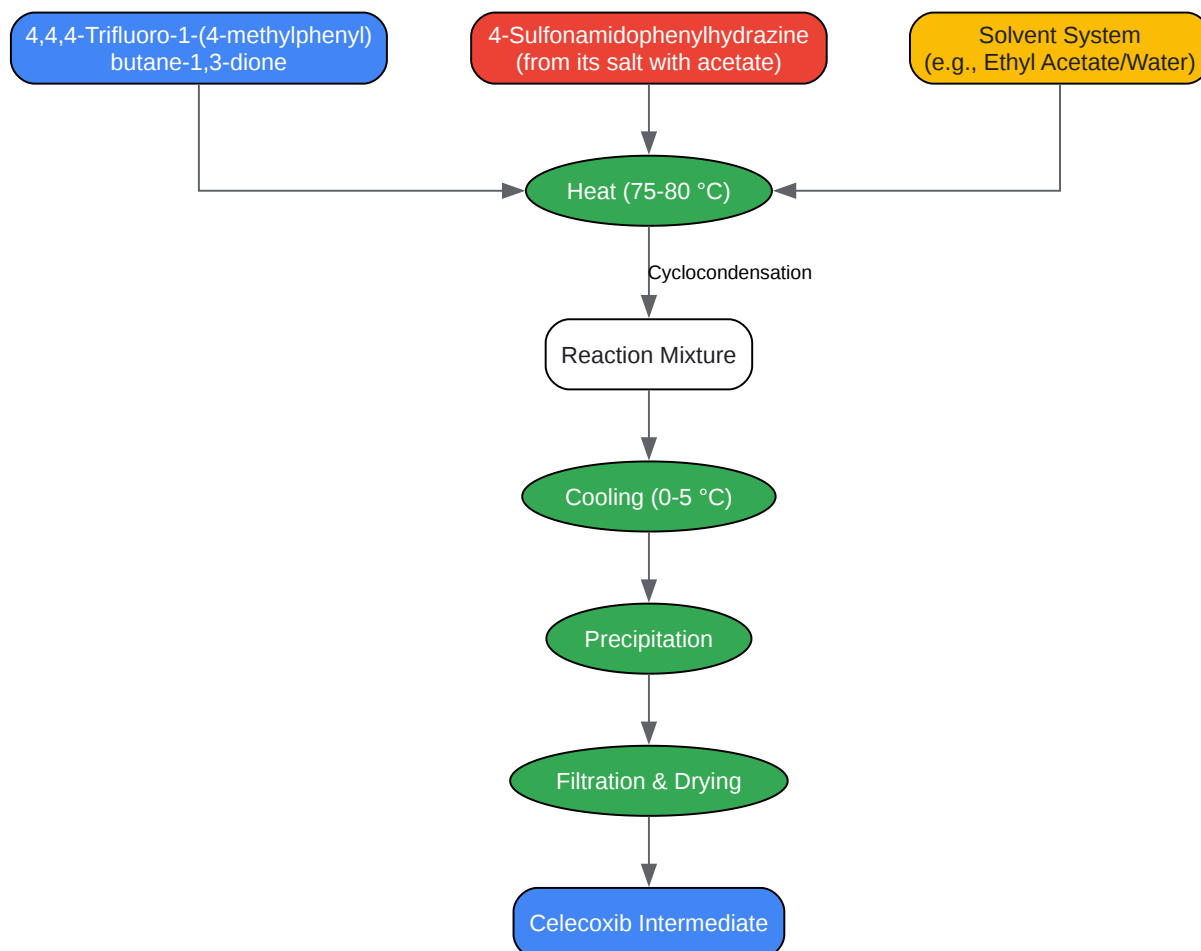 4,4,4-Trifluoro-1-(4-methylphenyl)
butane-1,3-dione
4-Sulfonamidophenylhydrazine
(from its salt with acetate)
Solvent System
(e.g., Ethyl Acetate/Water)
Heat (75-80 °C)
Cyclocondensation
Reaction Mixture
Cooling (0-5 °C)
Precipitation
Filtration & Drying
Celecoxib Intermediate